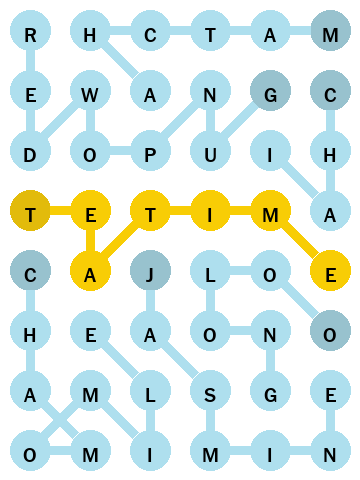 R H C T A M
E W A N G C
D O P U I H
T E T I M A
C A J L O E
H E A O N O
A M L S G E
O M I M I N